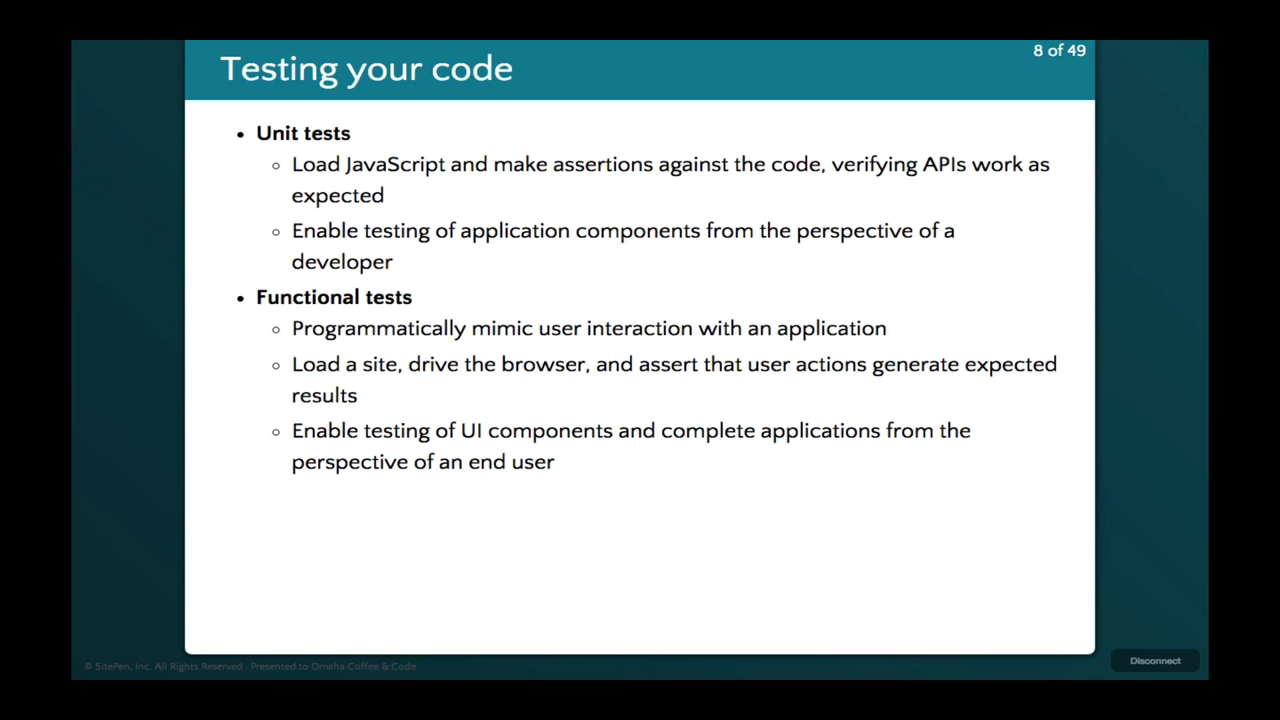 8 of 49
Testing your code
• Unit tests
◦ Load JavaScript and make assertions against the code, verifying APIs work as
expected
◦ Enable testing of application components from the perspective of a
developer
• Functional tests
◦ Programmatically mimic user interaction with an application
◦ Load a site, drive the browser, and assert that user actions generate expected
results
◦ Enable testing of UI components and complete applications from the
perspective of an end user
© SitePen, Inc. All Rights Reserved - Presented to Omaha Coffee & Code
Disconnect